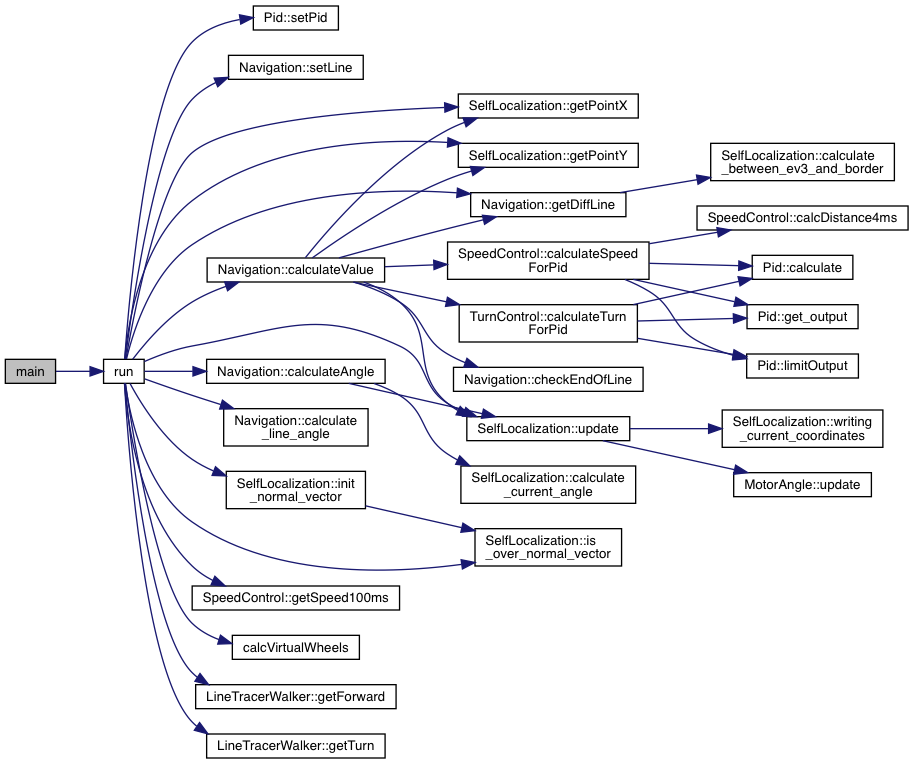 Pid::setPid
Navigation::setLine
SelfLocalization::getPointX
SelfLocalization::getPointY
SelfLocalization::calculate
_between_ev3_and_border
Navigation::getDiffLine
SpeedControl::calcDistance4ms
SpeedControl::calculateSpeed
ForPid
Navigation::calculateValue
Pid::calculate
TurnControl::calculateTurn
ForPid
Pid::get_output
Pid::limitOutput
main
run
Navigation::calculateAngle
Navigation::checkEndOfLine
Navigation::calculate
_line_angle
SelfLocalization::update
SelfLocalization::writing
_current_coordinates
SelfLocalization::init
_normal_vector
SelfLocalization::calculate
_current_angle
MotorAngle::update
SelfLocalization::is
_over_normal_vector
SpeedControl::getSpeed100ms
calcVirtualWheels
LineTracerWalker::getForward
LineTracerWalker::getTurn